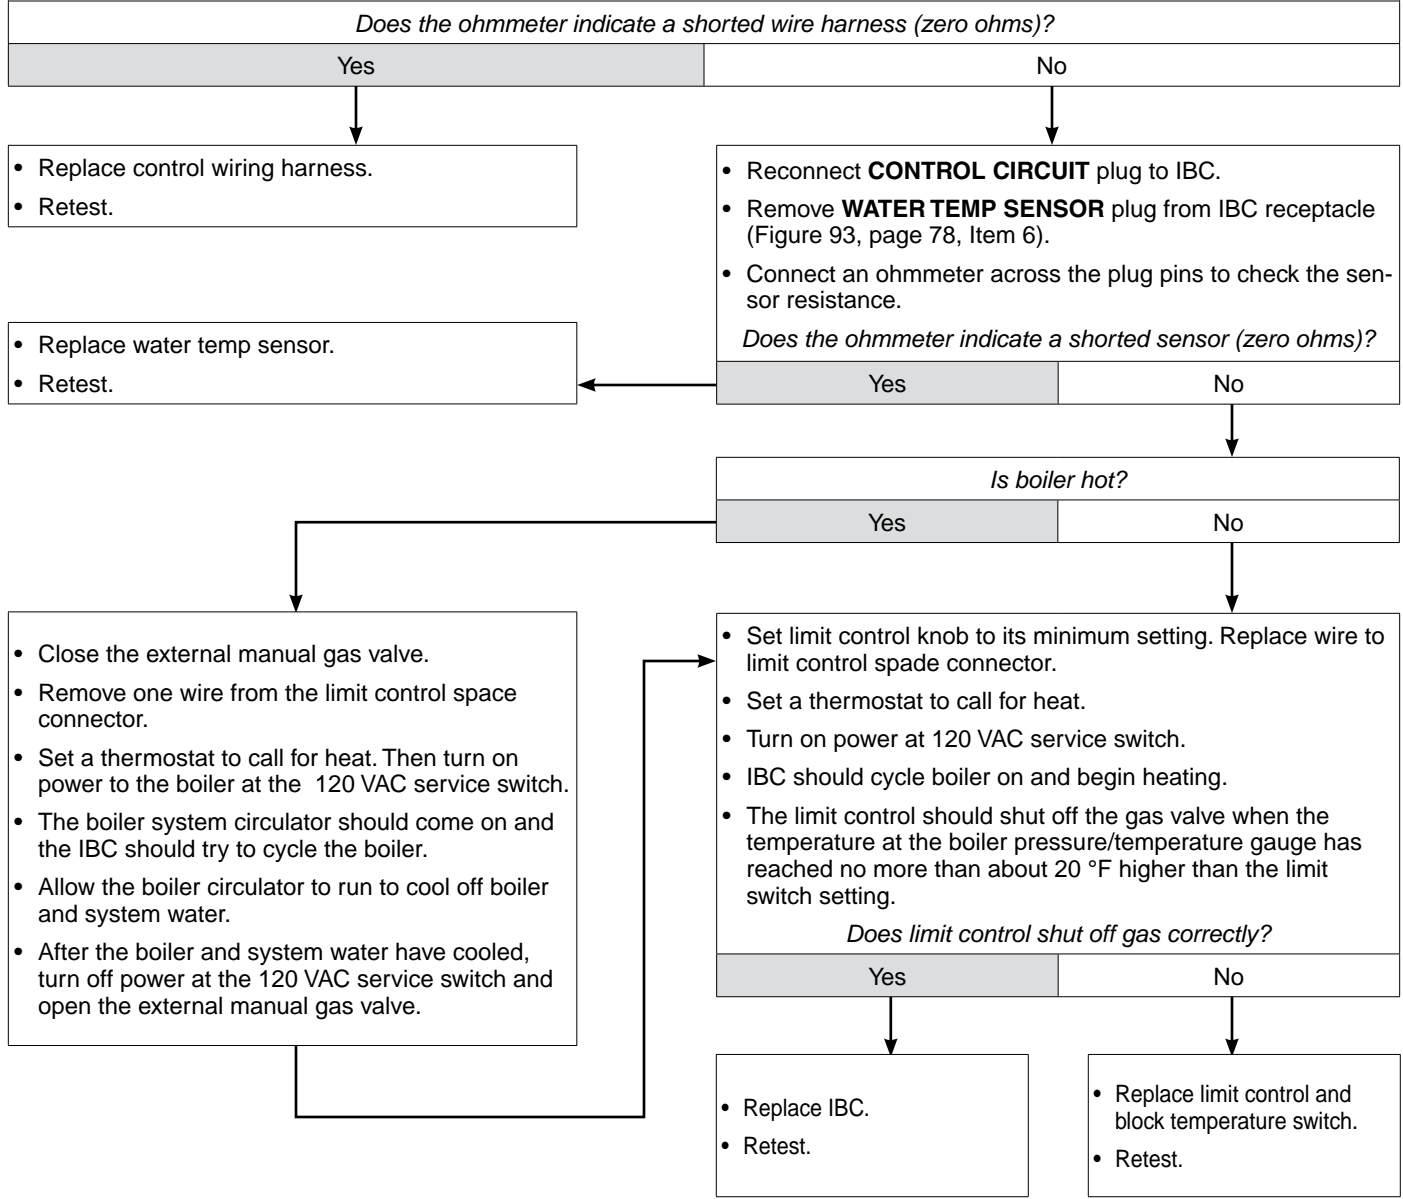 Does the ohmmeter indicate a shorted wire harness (zero ohms)?
Yes
No
• Replace control wiring harness.
• Retest.
• Reconnect CONTROL CIRCUIT plug to IBC.
• Remove WATER TEMP SENSOR plug from IBC receptacle
(Figure 93, page 78, Item 6).
• Connect an ohmmeter across the plug pins to check the sen-
sor resistance.
Does the ohmmeter indicate a shorted sensor (zero ohms)?
Yes
No
• Replace water temp sensor.
• Retest.
Is boiler hot?
Yes
No
• Close the external manual gas valve.
• Remove one wire from the limit control space
connector.
• Set a thermostat to call for heat. Then turn on
power to the boiler at the 120 VAC service switch.
• The boiler system circulator should come on and
the IBC should try to cycle the boiler.
• Allow the boiler circulator to run to cool off boiler
and system water.
• After the boiler and system water have cooled,
turn off power at the 120 VAC service switch and
open the external manual gas valve.
• Set limit control knob to its minimum setting. Replace wire to
limit control spade connector.
• Set a thermostat to call for heat.
• Turn on power at 120 VAC service switch.
• IBC should cycle boiler on and begin heating.
• The limit control should shut off the gas valve when the
temperature at the boiler pressure/temperature gauge has
reached no more than about 20 °F higher than the limit
switch setting.
Does limit control shut off gas correctly?
Yes
No
• Replace IBC.
• Retest.
• Replace limit control and
block temperature switch.
• Retest.